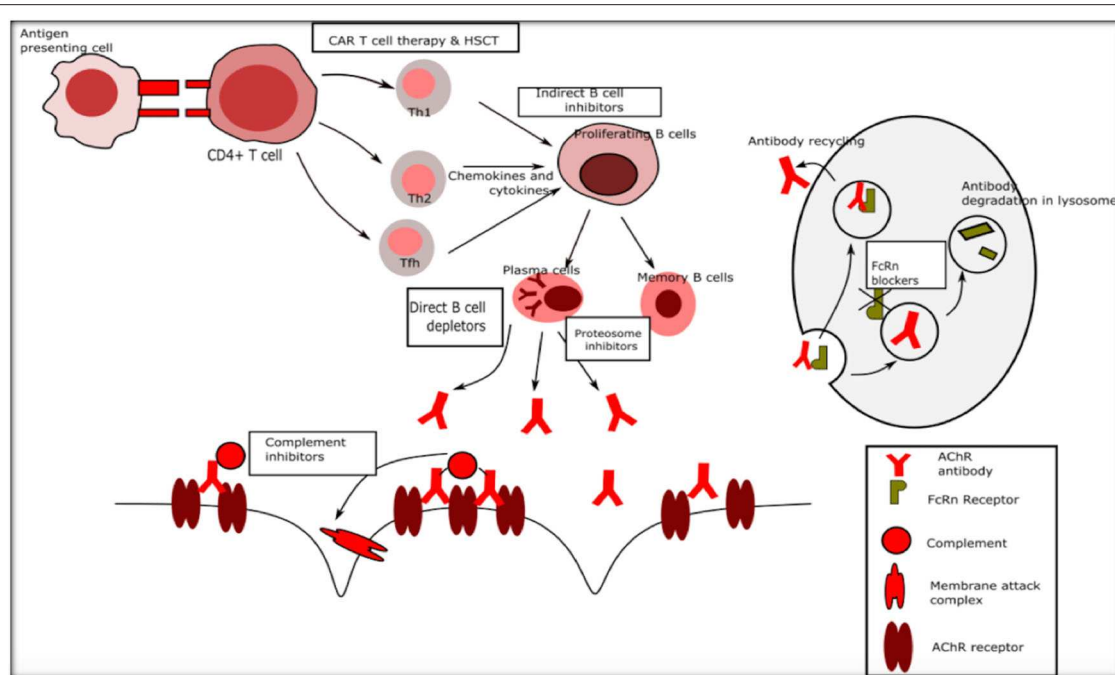 Antigen
presenting cell
CAR T cell therapy & HSCT
Th1
CD4+ T cell
Th2
Tfh
Chemokines and
cytokines
Indirect B cell
inhibitors
Proliferating B cells
Plasma cells
Memory B cells
Direct B cell
depletors
Proteosome
inhibitors
Complement
inhibitors
Antibody recycling
Antibody
degradation in lysosome
FcRn
blockers
AChR
antibody
FcRn Receptor
Complement
Membrane attack
complex
AChR receptor